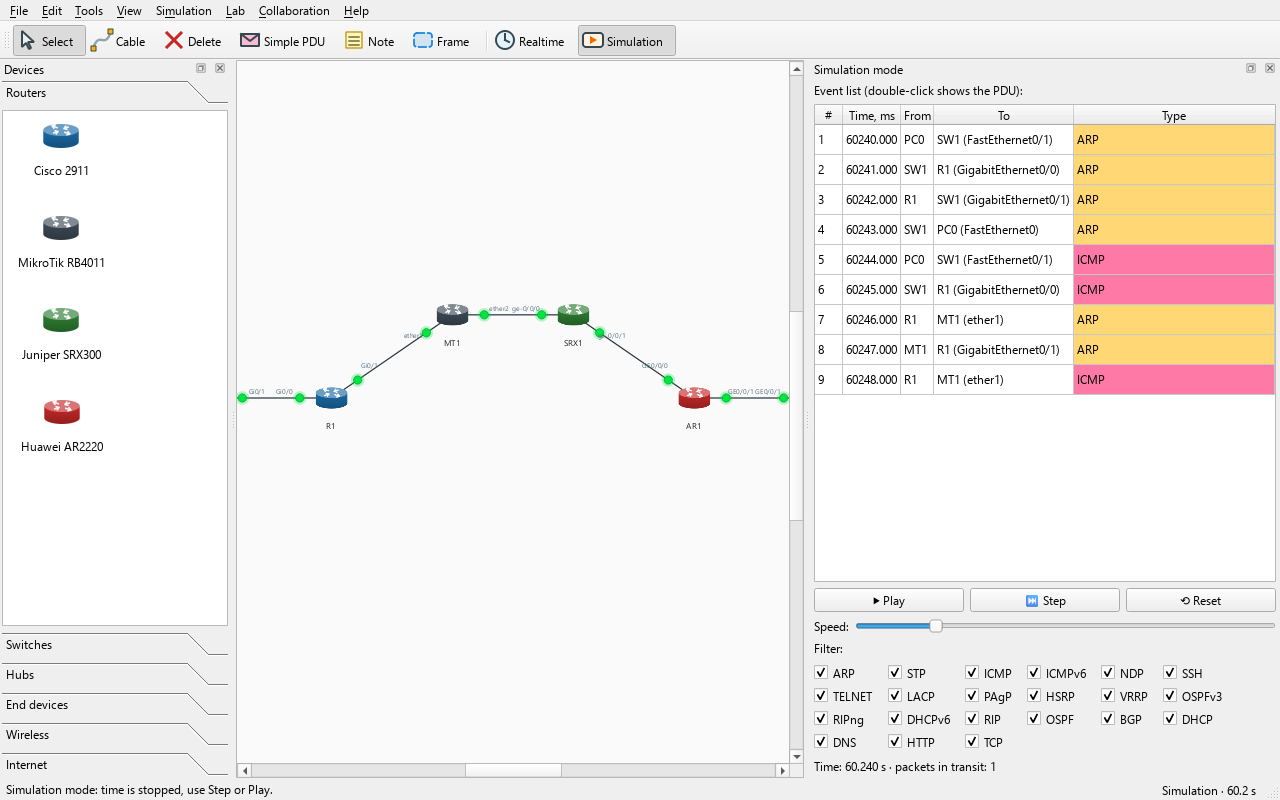 File Edit Tools View Simulation Lab Collaboration Help
Select Cable Delete Simple PDU Note Frame Realtime Simulation
Devices
Routers
Cisco 2911
MikroTik RB4011
Juniper SRX300
Huawei AR2220
Switches
Hubs
End devices
Wireless
Internet
ether2 ge-0/0/0
MT1
SRX1
0/0/1
Gi0/1
GE0/0/0
Gi0/1 Gi0/0
GE0/0/1 GE0/0/1
R1
AR1
Simulation mode
Event list (double-click shows the PDU):
# Time, ms From To Type
1 60240.000 PC0 SW1 (FastEthernet0/1) ARP
2 60241.000 SW1 R1 (GigabitEthernet0/0) ARP
3 60242.000 R1 SW1 (GigabitEthernet0/1) ARP
4 60243.000 SW1 PC0 (FastEthernet0) ARP
5 60244.000 PC0 SW1 (FastEthernet0/1) ICMP
6 60245.000 SW1 R1 (GigabitEthernet0/0) ICMP
7 60246.000 R1 MT1 (ether1) ARP
8 60247.000 MT1 R1 (GigabitEthernet0/1) ARP
9 60248.000 R1 MT1 (ether1) ICMP
Play Step Reset
Speed:
Filter:
ARP STP ICMP ICMPv6 NDP SSH
TELNET LACP PAgP HSRP VRRP OSPFv3
RIPng DHCPv6 RIP OSPF BGP DHCP
DNS HTTP TCP
Time: 60.240 s · packets in transit: 1
Simulation mode: time is stopped, use Step or Play.
Simulation · 60.2 s